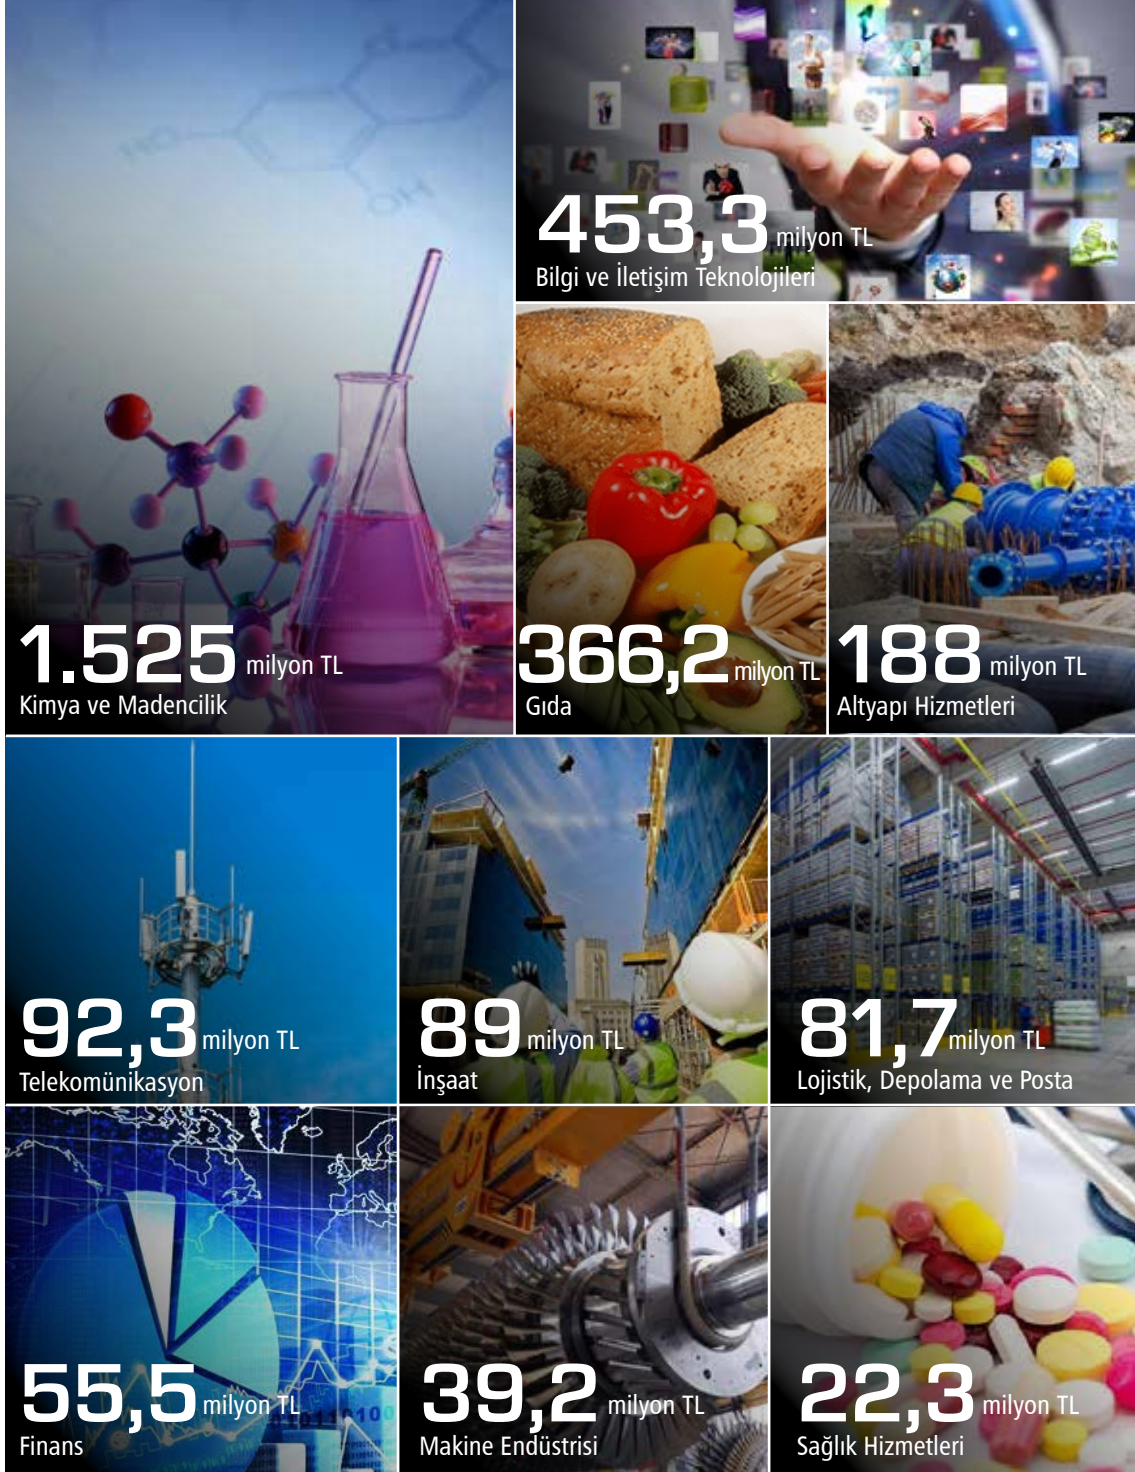 453,3 milyon TL
Bilgi ve İletişim Teknolojileri
1.525 milyon TL
Kimya ve Madencilik
366,2 milyon TL
Gıda
188 milyon TL
Altyapı Hizmetleri
92,3 milyon TL
Telekomünikasyon
89 milyon TL
İnşaat
81,7 milyon TL
Lojistik, Depolama ve Posta
55,5 milyon TL
Finans
39,2 milyon TL
Makine Endüstrisi
22,3 milyon TL
Sağlık Hizmetleri